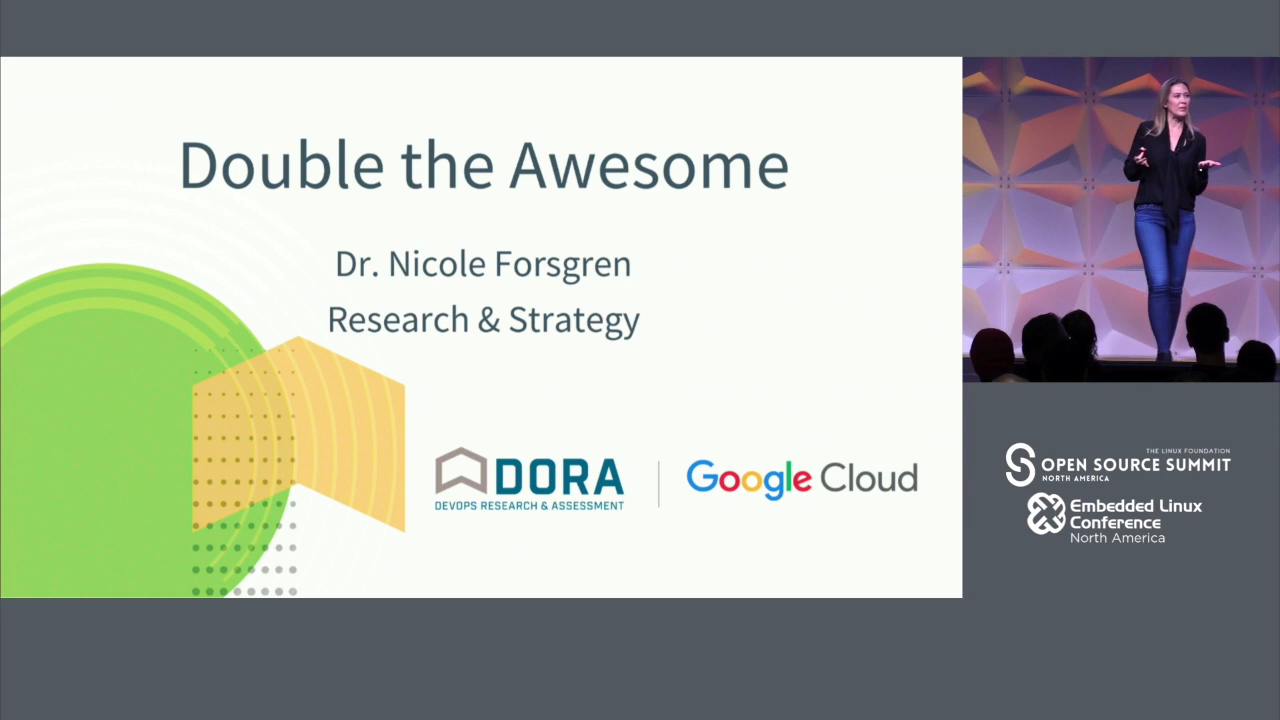 Double the Awesome
Dr. Nicole Forsgren
Research & Strategy
DORA
DEVOPS RESEARCH & ASSESSMENT
Google Cloud
THE LINUX FOUNDATION
OPEN SOURCE SUMMIT
NORTH AMERICA
Embedded Linux
Conference
North America